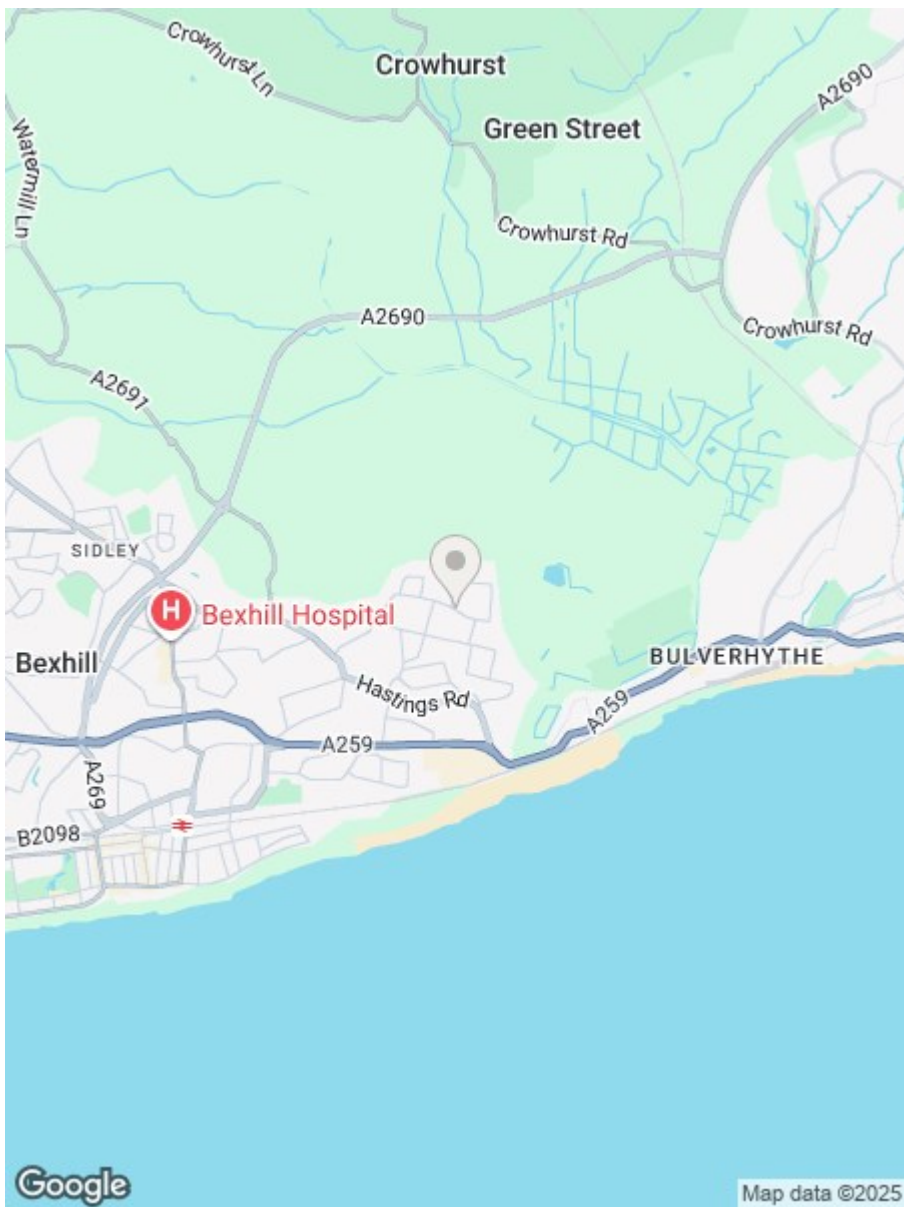 Crowhurst Ln
Crowhurst
A2690
Green Street
Watermill Ln
Crowhurst Rd
A2690
Crowhurst Rd
A2691
SIDLEY
H
Bexhill Hospital
Bexhill
BULVERHYTHE
Hastings Rd
A259
A259
A269
B2098
Google
Map data ©2025